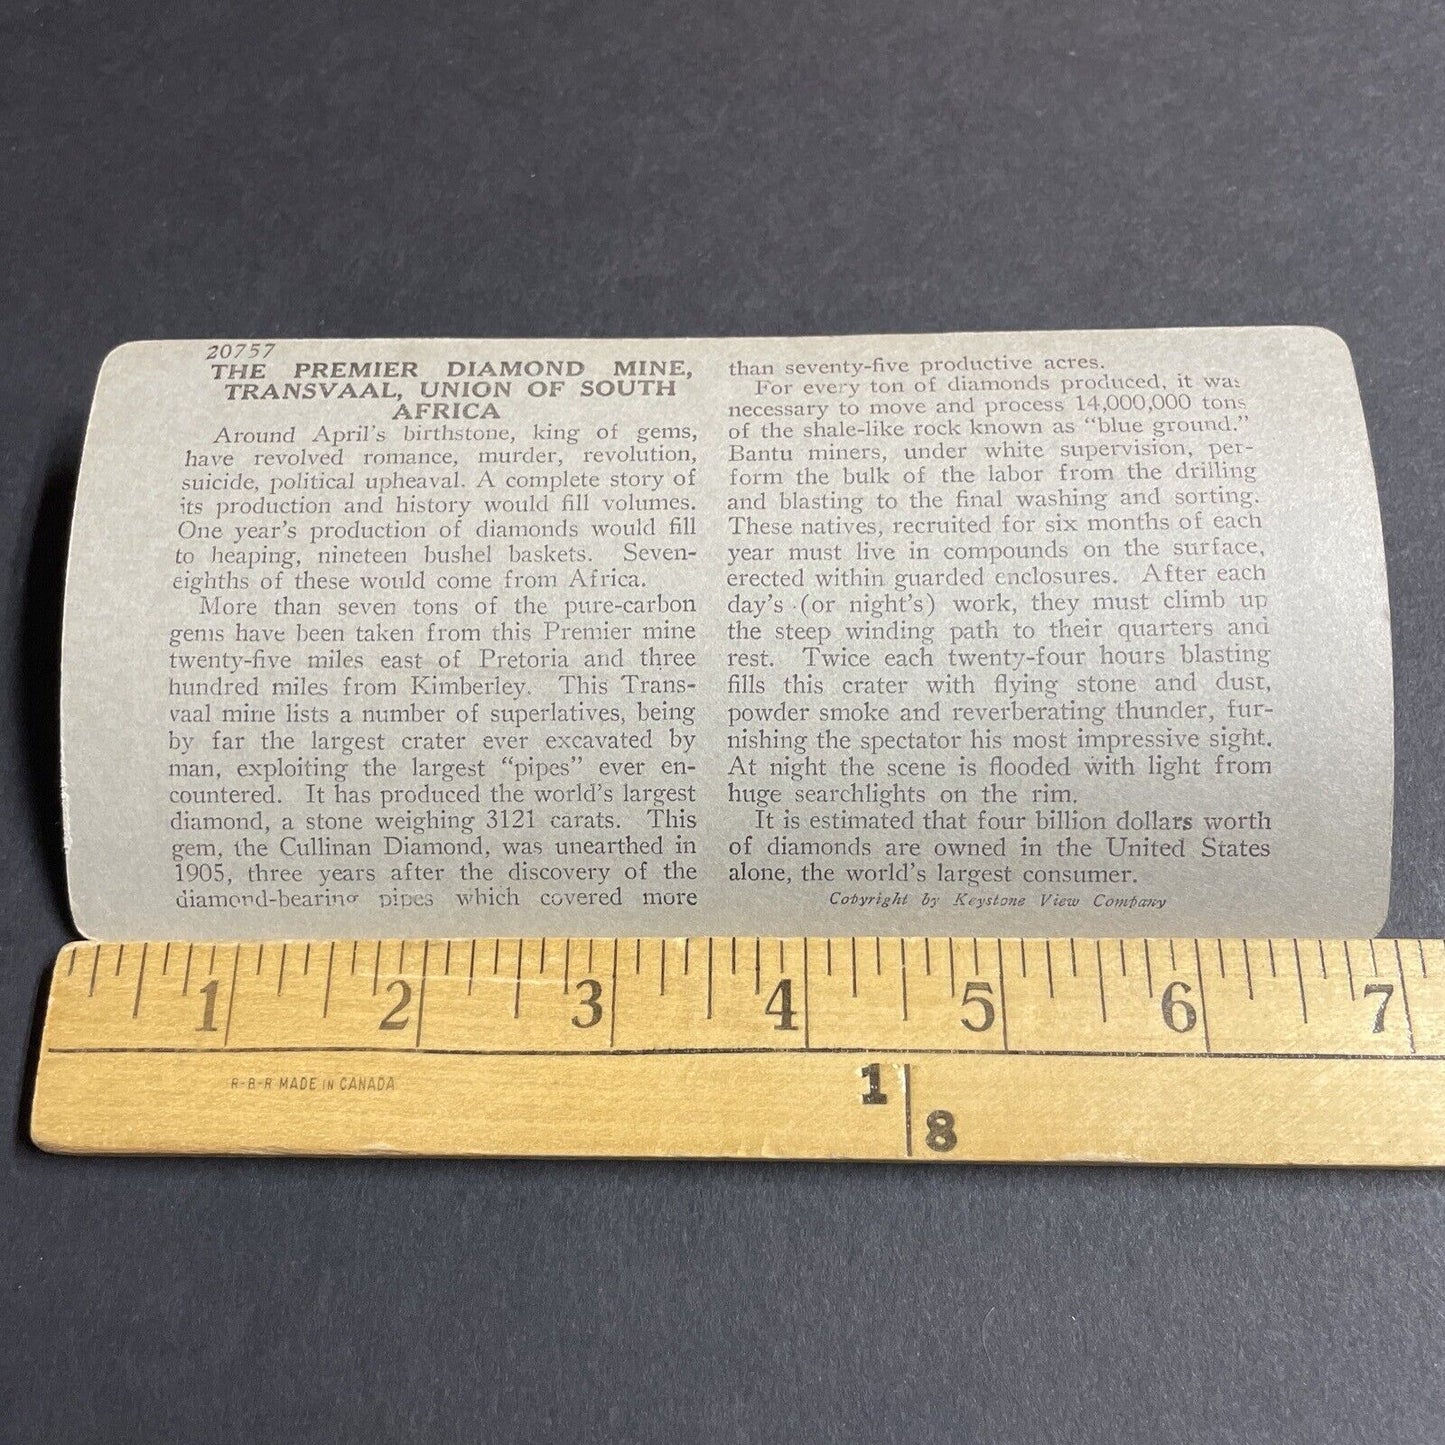 20757
THE PREMIER DIAMOND MINE,
TRANSVAAL, UNION OF SOUTH
AFRICA
Around April's birthstone, king of gems,
have revolved romance, murder, revolution,
suicide, political upheaval. A complete story of
its production and history would fill volumes.
One year's production of diamonds would fill
to heaping, nineteen bushel baskets. Seven-
eighths of these would come from Africa.
More than seven tons of the pure-carbon
gems have been taken from this Premier mine
twenty-five miles east of Pretoria and three
hundred miles from Kimberley. This Trans-
vaal mine lists a number of superlatives, being
by far the largest crater ever excavated by
man, exploiting the largest "pipes" ever en-
countered. It has produced the world's largest
diamond, a stone weighing 3121 carats. This
gem, the Cullinan Diamond, was unearthed in
1905, three years after the discovery of the
diamond-bearing pipes which covered more
than seventy-five productive acres.
For every ton of diamonds produced, it was
necessary to move and process 14,000,000 tons
of the shale-like rock known as "blue ground."
Bantu miners, under white supervision, per-
form the bulk of the labor from the drilling
and blasting to the final washing and sorting.
These natives, recruited for six months of each
year must live in compounds on the surface,
erected within guarded enclosures. After each
day's (or night's) work, they must climb up
the steep winding path to their quarters and
rest. Twice each twenty-four hours blasting
fills this crater with flying stone and dust,
powder smoke and reverberating thunder, fur-
nishing the spectator his most impressive sight.
At night the scene is flooded with light from
huge searchlights on the rim.
It is estimated that four billion dollars worth
of diamonds are owned in the United States
alone, the world's largest consumer.
Copyright by Keystone View Company
1 2 3 4 5 6 7
R-B-R MADE IN CANADA
1
8